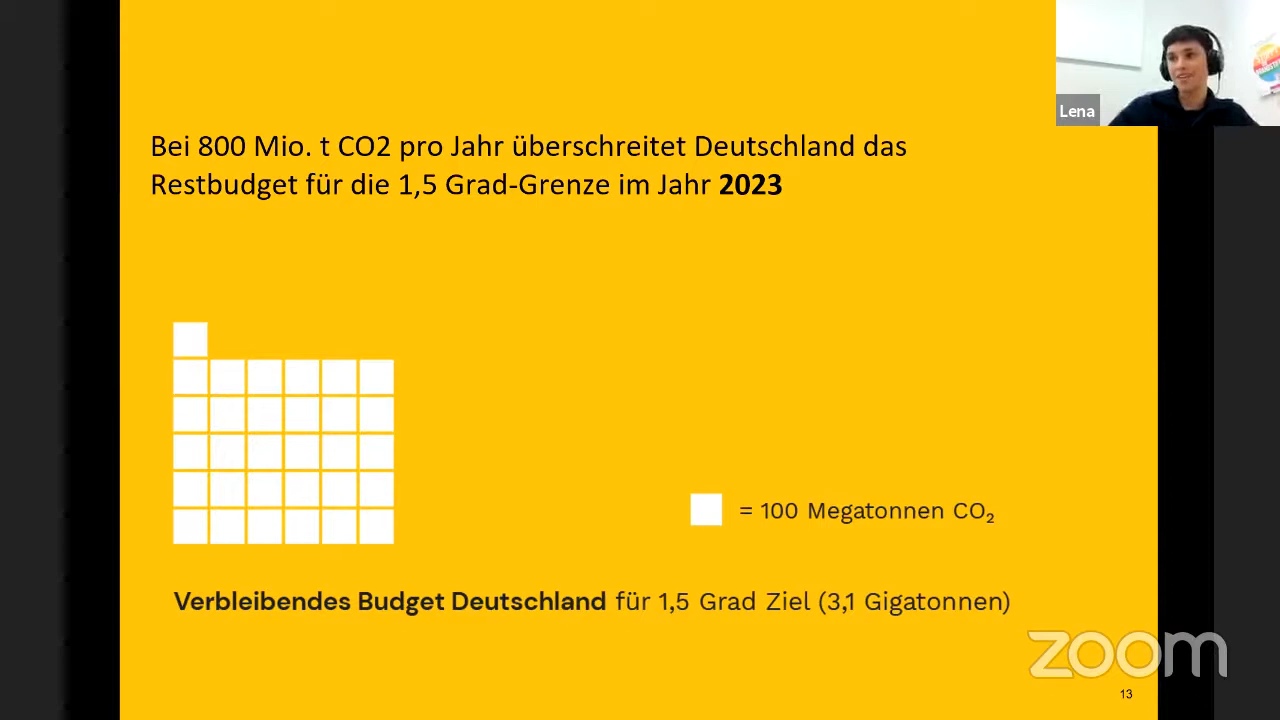 Lena
Bei 800 Mio. t CO2 pro Jahr überschreitet Deutschland das
Restbudget für die 1,5 Grad-Grenze im Jahr 2023
= 100 Megatonnen CO₂
Verbleibendes Budget Deutschland für 1,5 Grad Ziel (3,1 Gigatonnen)
zoom
13